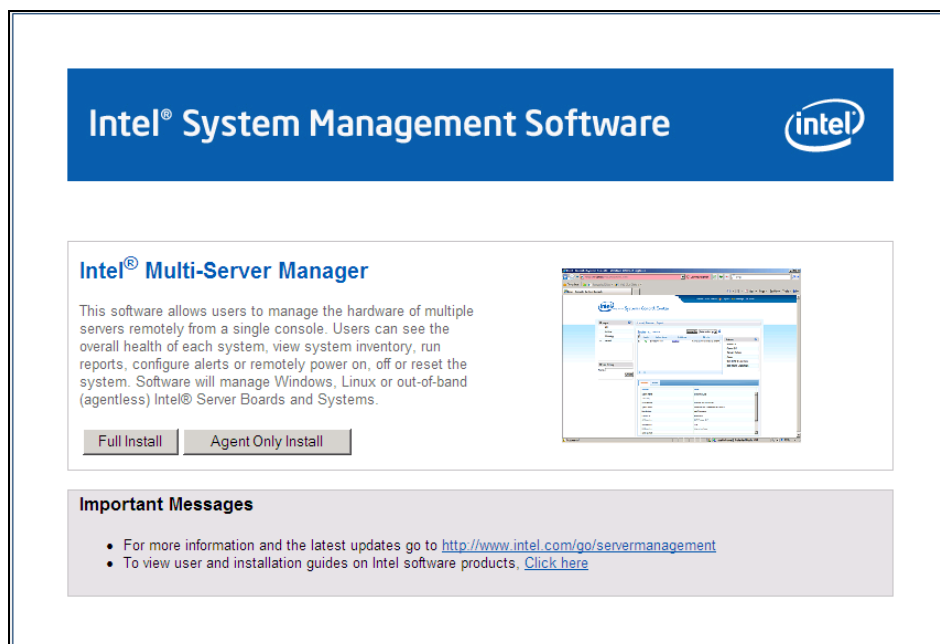 Intel® System Management Software
intel
Intel® Multi-Server Manager
This software allows users to manage the hardware of multiple
servers remotely from a single console. Users can see the
overall health of each system, view system inventory, run
reports, configure alerts or remotely power on, off or reset the
system. Software will manage Windows, Linux or out-of-band
(agentless) Intel® Server Boards and Systems.
Full Install
Agent Only Install
Important Messages
• For more information and the latest updates go to http://www.intel.com/go/servermanagement
• To view user and installation guides on Intel software products, Click here